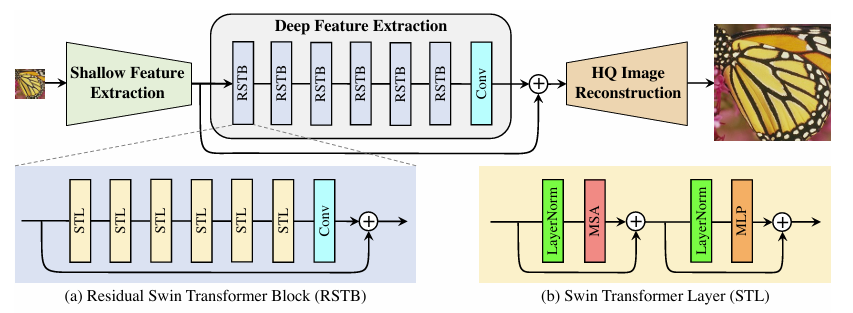 Deep Feature Extraction
Shallow Feature
Extraction
RSTB
RSTB
RSTB
RSTB
RSTB
RSTB
Conv
+
HQ Image
Reconstruction
STL
STL
STL
STL
STL
STL
Conv
+
LayerNorm
MSA
+
LayerNorm
MLP
+
(a) Residual Swin Transformer Block (RSTB)
(b) Swin Transformer Layer (STL)